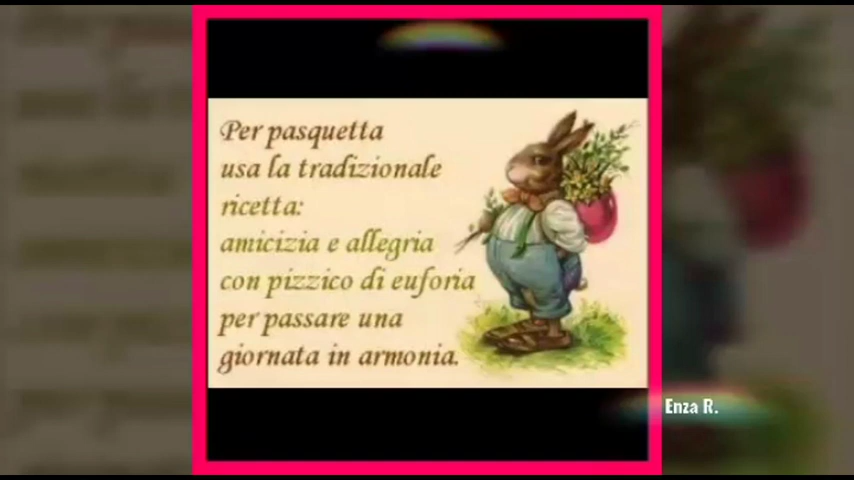 Per pasquetta
usa la tradizionale
ricetta:
amicizia e allegria
con pizzico di euforia
per passare una
giornata in armonia.
Enza R.